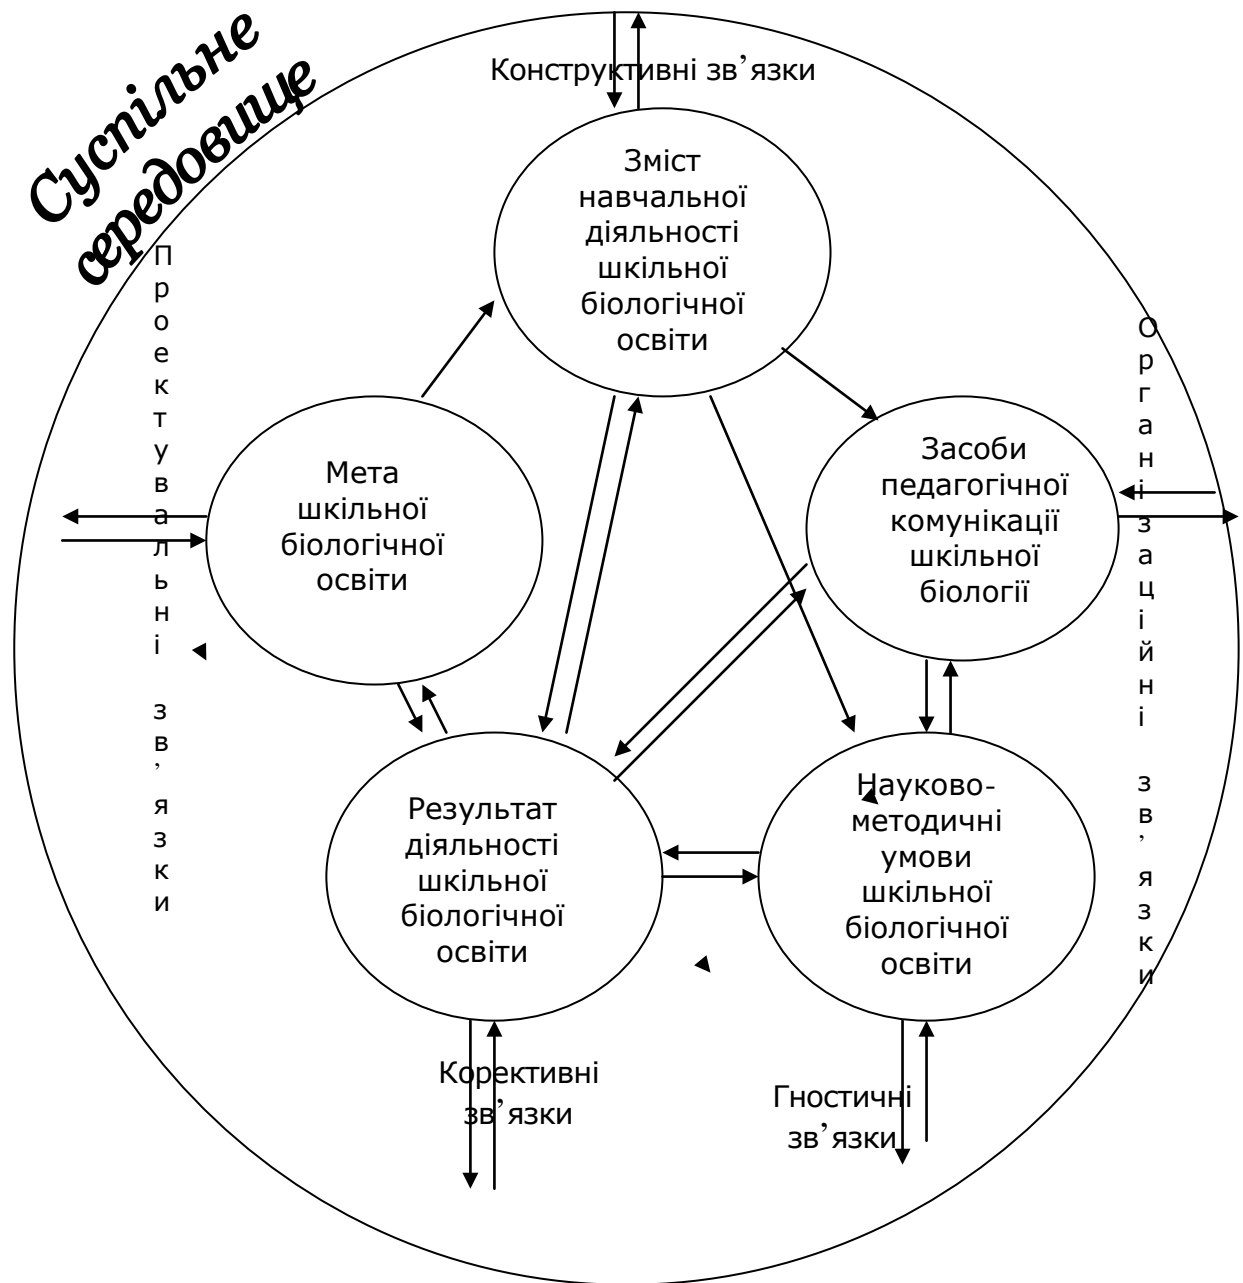 Суспільне
середовище
Конструктивні зв’язки
Зміст
навчальної
діяльності
шкільної
біологічної
освіти
Проектувальні зв’язки
Організаційні зв’язки
Мета
шкільної
біологічної
освіти
Засоби
педагогічної
комунікації
шкільної
біології
Результат
діяльності
шкільної
біологічної
освіти
Науково-
методичні
умови
шкільної
біологічної
освіти
Корективні
зв’язки
Гностичні
зв’язки